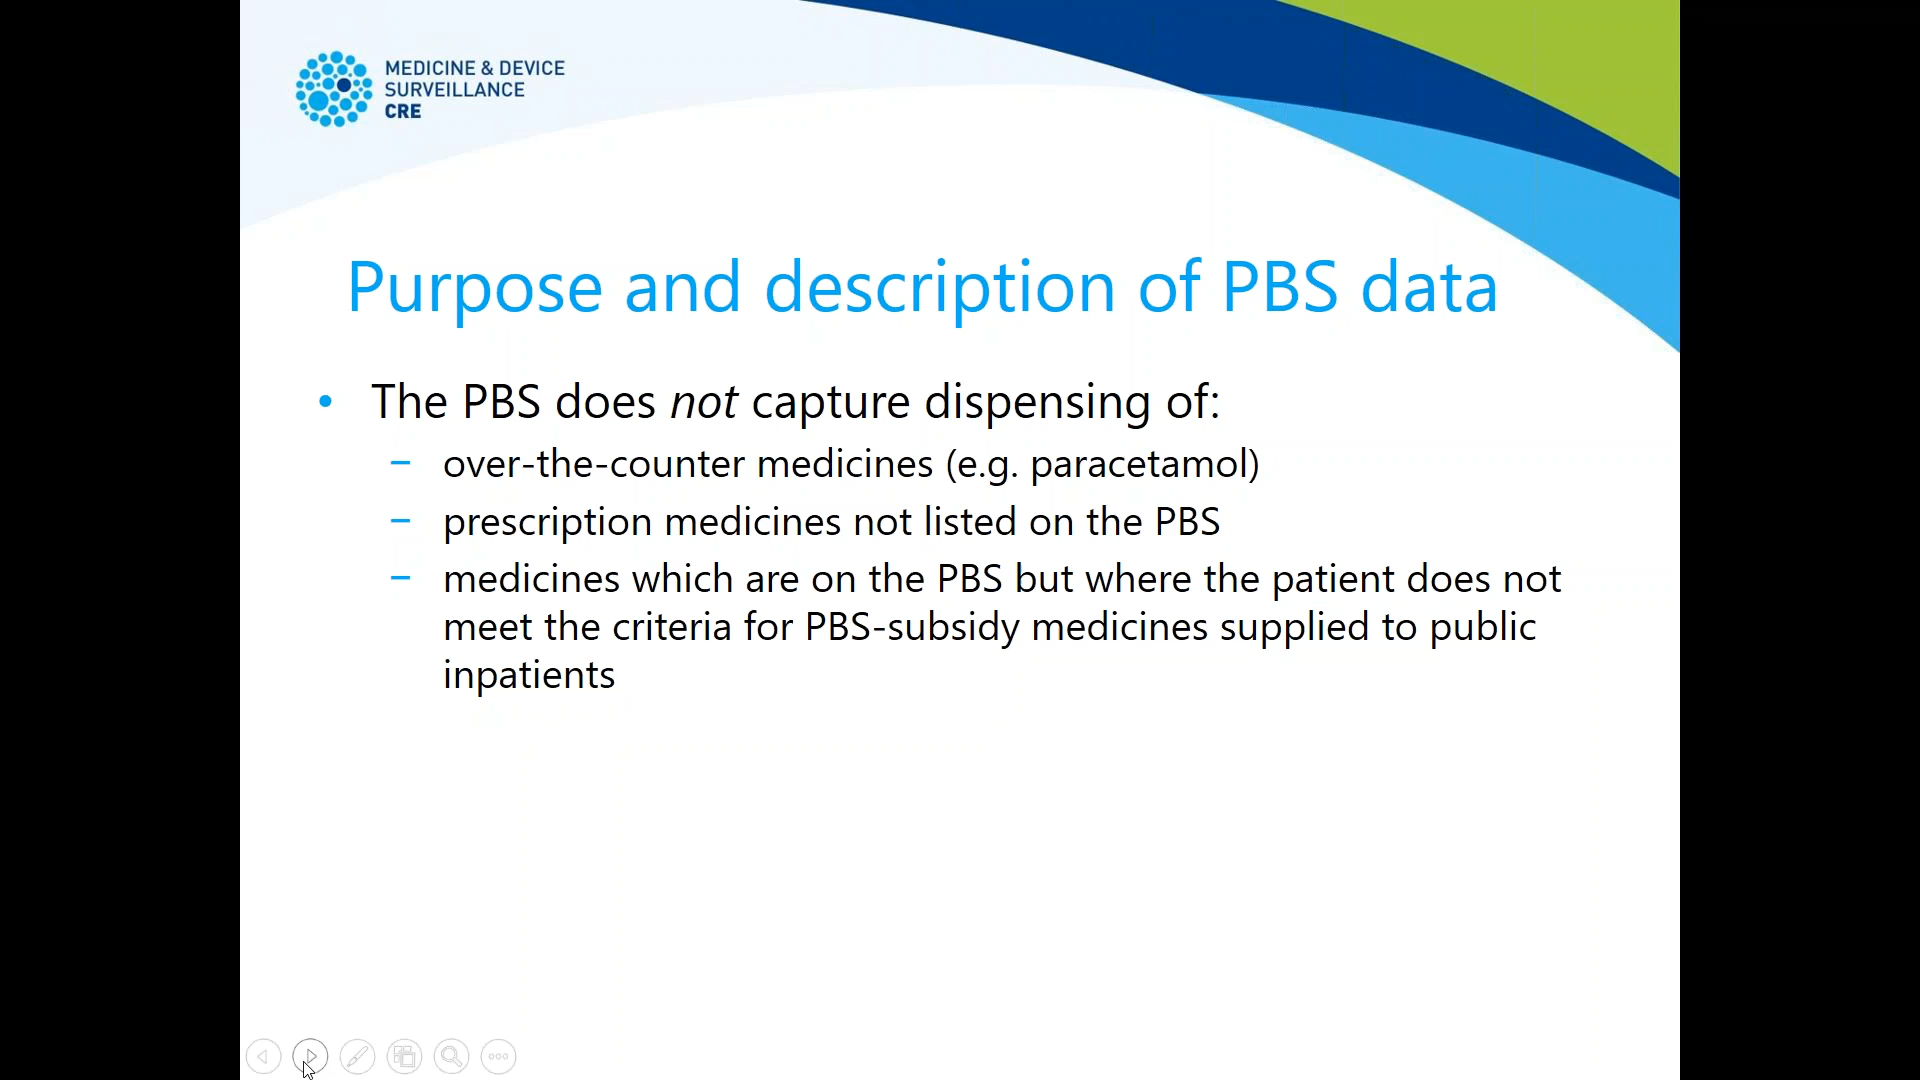 MEDICINE & DEVICE
SURVEILLANCE
CRE
Purpose and description of PBS data
• The PBS does not capture dispensing of:
– over-the-counter medicines (e.g. paracetamol)
– prescription medicines not listed on the PBS
– medicines which are on the PBS but where the patient does not
meet the criteria for PBS-subsidy medicines supplied to public
inpatients